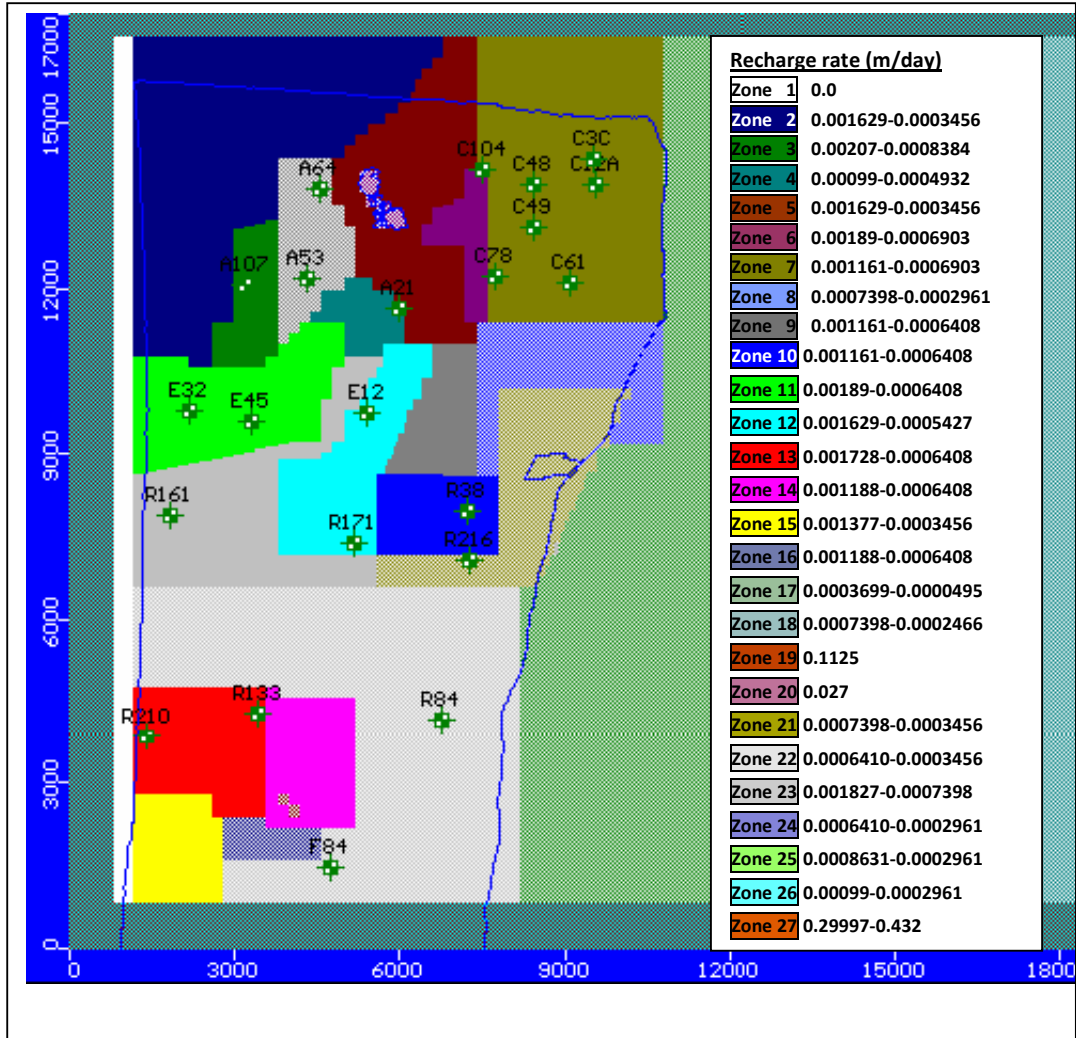 Recharge rate (m/day)
Zone 1 0.0
Zone 2 0.001629-0.0003456
Zone 3 0.00207-0.0008384
Zone 4 0.00099-0.0004932
Zone 5 0.001629-0.0003456
Zone 6 0.00189-0.0006903
Zone 7 0.001161-0.0006903
Zone 8 0.0007398-0.0002961
Zone 9 0.001161-0.0006408
Zone 10 0.001161-0.0006408
Zone 11 0.00189-0.0006408
Zone 12 0.001629-0.0005427
Zone 13 0.001728-0.0006408
Zone 14 0.001188-0.0006408
Zone 15 0.001377-0.0003456
Zone 16 0.001188-0.0006408
Zone 17 0.0003699-0.0000495
Zone 18 0.0007398-0.0002466
Zone 19 0.1125
Zone 20 0.027
Zone 21 0.0007398-0.0003456
Zone 22 0.0006410-0.0003456
Zone 23 0.001827-0.0007398
Zone 24 0.0006410-0.0002961
Zone 25 0.0008631-0.0002961
Zone 26 0.00099-0.0002961
Zone 27 0.29997-0.432
17000
15000
12000
9000
6000
3000
0
C3C
C104
C48
C12A
A64
C49
A53
A107
C78
C61
A21
E32
E45
E12
R161
R38
R171
R216
R133
R210
R84
F84
0 3000 6000 9000 12000 15000 1800